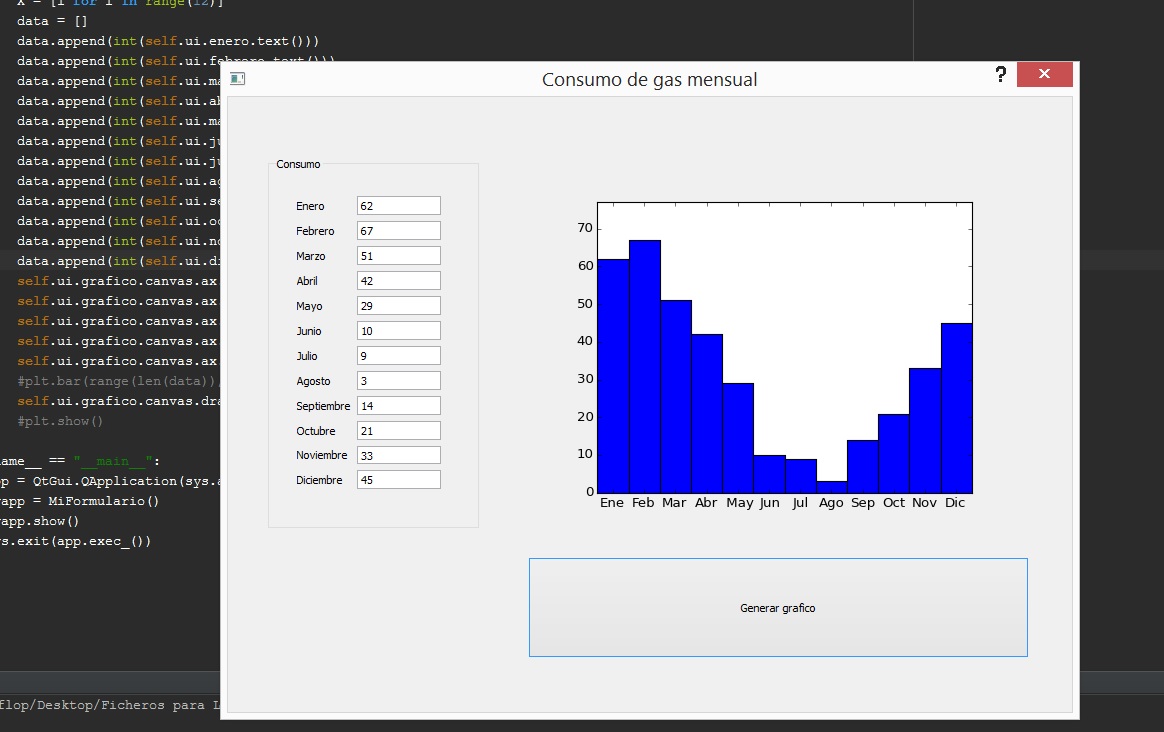 X = [i for i in range(12)]
data = []
data.append(int(self.ui.enero.text()))
data.append(int(self.ui.febrero.text()))
data.append(int(self.ui.ma
data.append(int(self.ui.ab
data.append(int(self.ui.ma
data.append(int(self.ui.ju
data.append(int(self.ui.ju
data.append(int(self.ui.ag
data.append(int(self.ui.se
data.append(int(self.ui.oc
data.append(int(self.ui.no
data.append(int(self.ui.di
self.ui.grafico.canvas.ax
self.ui.grafico.canvas.ax
self.ui.grafico.canvas.ax
self.ui.grafico.canvas.ax
self.ui.grafico.canvas.ax
#plt.bar(range(len(data)),
self.ui.grafico.canvas.dra
#plt.show()
ame__ == "__main__":
p = QtGui.QApplication(sys.a
app = MiFormulario()
app.show()
s.exit(app.exec_())
flop/Desktop/Ficheros para L
Consumo de gas mensual
?
Consumo
Enero 62
Febrero 67
Marzo 51
Abril 42
Mayo 29
Junio 10
Julio 9
Agosto 3
Septiembre 14
Octubre 21
Noviembre 33
Diciembre 45
70
60
50
40
30
20
10
0
Ene Feb Mar Abr May Jun Jul Ago Sep Oct Nov Dic
Generar grafico